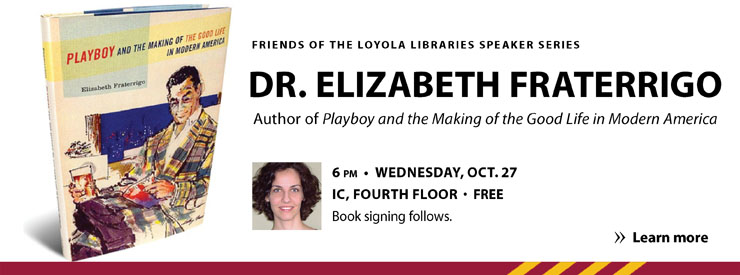 PLAYBOY AND THE MAKING OF THE GOOD LIFE
IN MODERN AMERICA
Elizabeth Fraterrigo
FRIENDS OF THE LOYOLA LIBRARIES SPEAKER SERIES
DR. ELIZABETH FRATERRIGO
Author of Playboy and the Making of the Good Life in Modern America
6 PM • WEDNESDAY, OCT. 27
IC, FOURTH FLOOR • FREE
Book signing follows.
›› Learn more